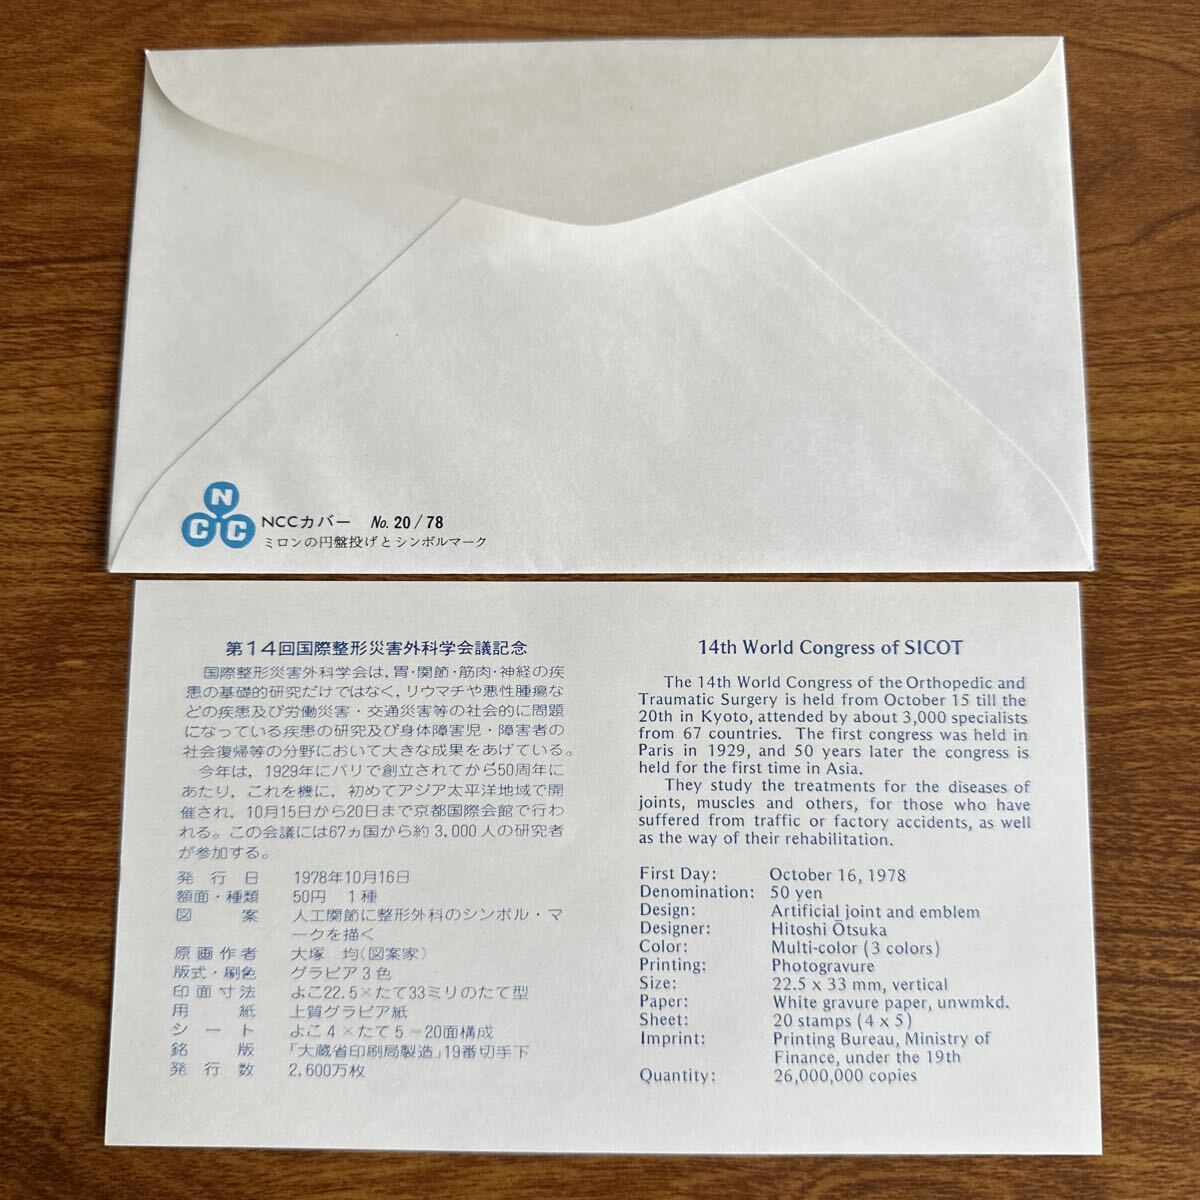 N
C C
NCCカバー No. 20 / 78
ミロンの円盤投げとシンボルマーク
第14回国際整形災害外科学会議記念
国際整形災害外科学会は，骨・関節・筋肉・神経の疾
患の基礎的研究だけではなく，リウマチや悪性腫瘍な
どの疾患及び労働災害・交通災害等の社会的に問題
になっている疾患の研究及び身体障害児・障害者の
社会復帰等の分野において大きな成果をあげている。
今年は，1929年にパリで創立されてから50周年に
あたり，これを機に，初めてアジア太平洋地域で開
催され，10月15日から20日まで京都国際会館で行わ
れる。この会議には67ヵ国から約3,000人の研究者
が参加する。
発行日 1978年10月16日
額面・種類 50円 1種
図案 人工関節に整形外科のシンボル・マ
ークを描く
原画作者 大塚 均(図案家)
版式・刷色 グラビア3色
印面寸法 よこ22.5×たて33ミリのたて型
用紙 上質グラビア紙
シート よこ4×たて5＝20面構成
銘版 「大蔵省印刷局製造」19番切手下
発行数 2,600万枚
14th World Congress of SICOT
The 14th World Congress of the Orthopedic and
Traumatic Surgery is held from October 15 till the
20th in Kyoto, attended by about 3,000 specialists
from 67 countries. The first congress was held in
Paris in 1929, and 50 years later the congress is
held for the first time in Asia.
They study the treatments for the diseases of
joints, muscles and others, for those who have
suffered from traffic or factory accidents, as well
as the way of their rehabilitation.
First Day: October 16, 1978
Denomination: 50 yen
Design: Artificial joint and emblem
Designer: Hitoshi Ōtsuka
Color: Multi-color (3 colors)
Printing: Photogravure
Size: 22.5 x 33 mm, vertical
Paper: White gravure paper, unwmkd.
Sheet: 20 stamps (4 x 5)
Imprint: Printing Bureau, Ministry of
Finance, under the 19th
Quantity: 26,000,000 copies